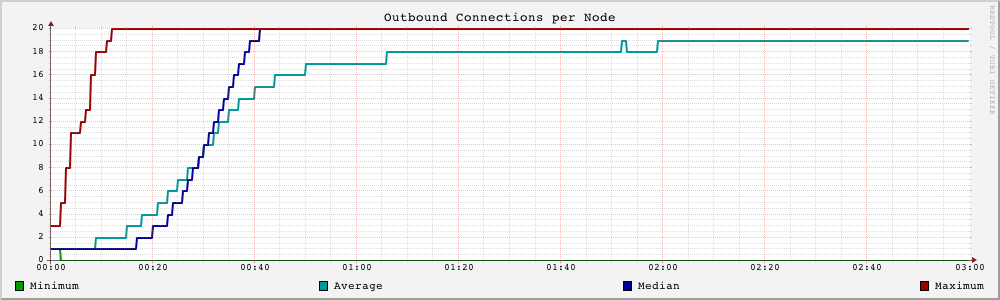 Outbound Connections per Node
RRDTOOL / TOBI OETIKER
20
18
16
14
12
10
8
6
4
2
0
00:00 00:20 00:40 01:00 01:20 01:40 02:00 02:20 02:40 03:00
Minimum Average Median Maximum